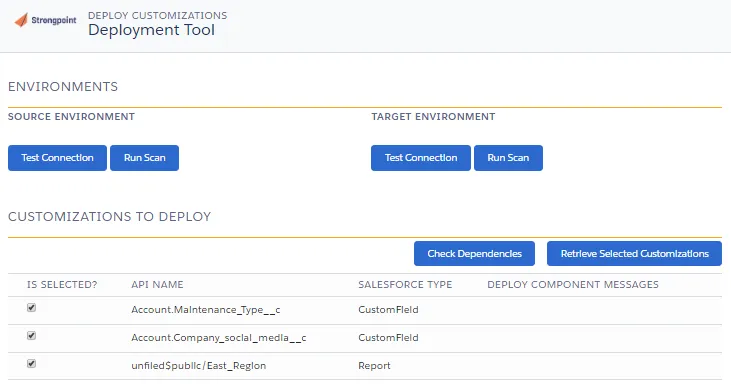 Strongpoint
DEPLOY CUSTOMIZATIONS
Deployment Tool
ENVIRONMENTS
SOURCE ENVIRONMENT TARGET ENVIRONMENT
Test Connection Run Scan Test Connection Run Scan
CUSTOMIZATIONS TO DEPLOY
Check Dependencies Retrieve Selected Customizations
IS SELECTED? API NAME SALESFORCE TYPE DEPLOY COMPONENT MESSAGES
Account.Maintenance_Type__c CustomField
Account.Company_social_media__c CustomField
unfiled$public/East_Region Report